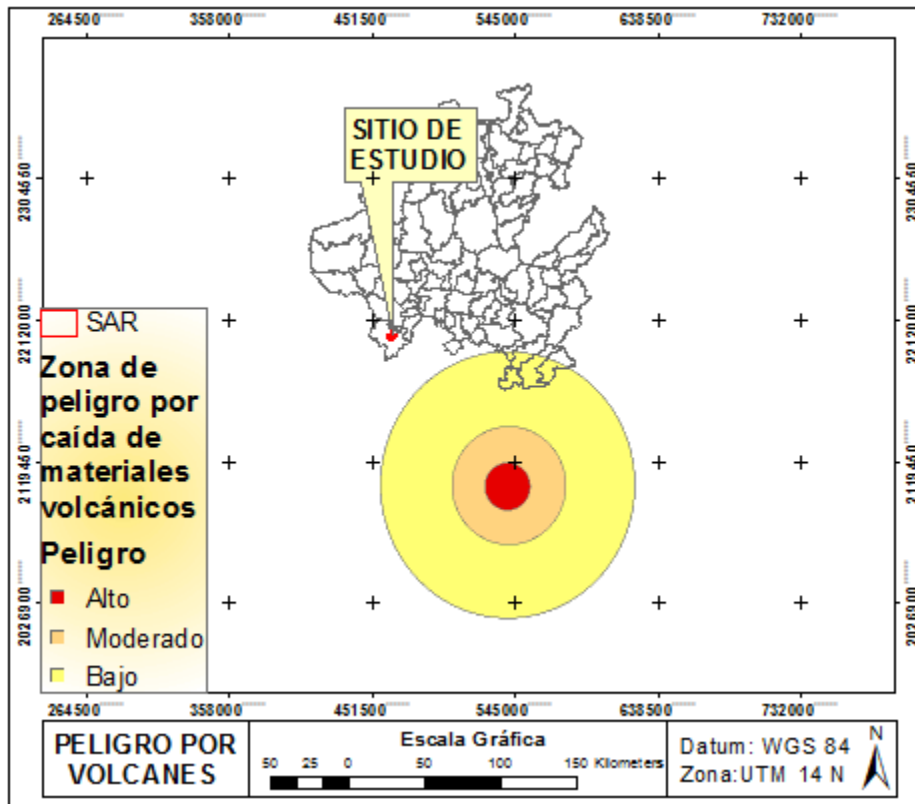 264500 358000 451500 545000 638500 732000
SITIO DE
ESTUDIO
2304550
2212000
2119450
2026900
2304550
2212000
2119450
2026900
SAR
Zona de
peligro por
caída de
materiales
volcánicos
Peligro
Alto
Moderado
Bajo
264500 358000 451500 545000 638500 732000
PELIGRO POR
VOLCANES
Escala Gráfica
50 25 0 50 100 150 Kilometers
Datum: WGS 84
Zona:UTM 14 N
N